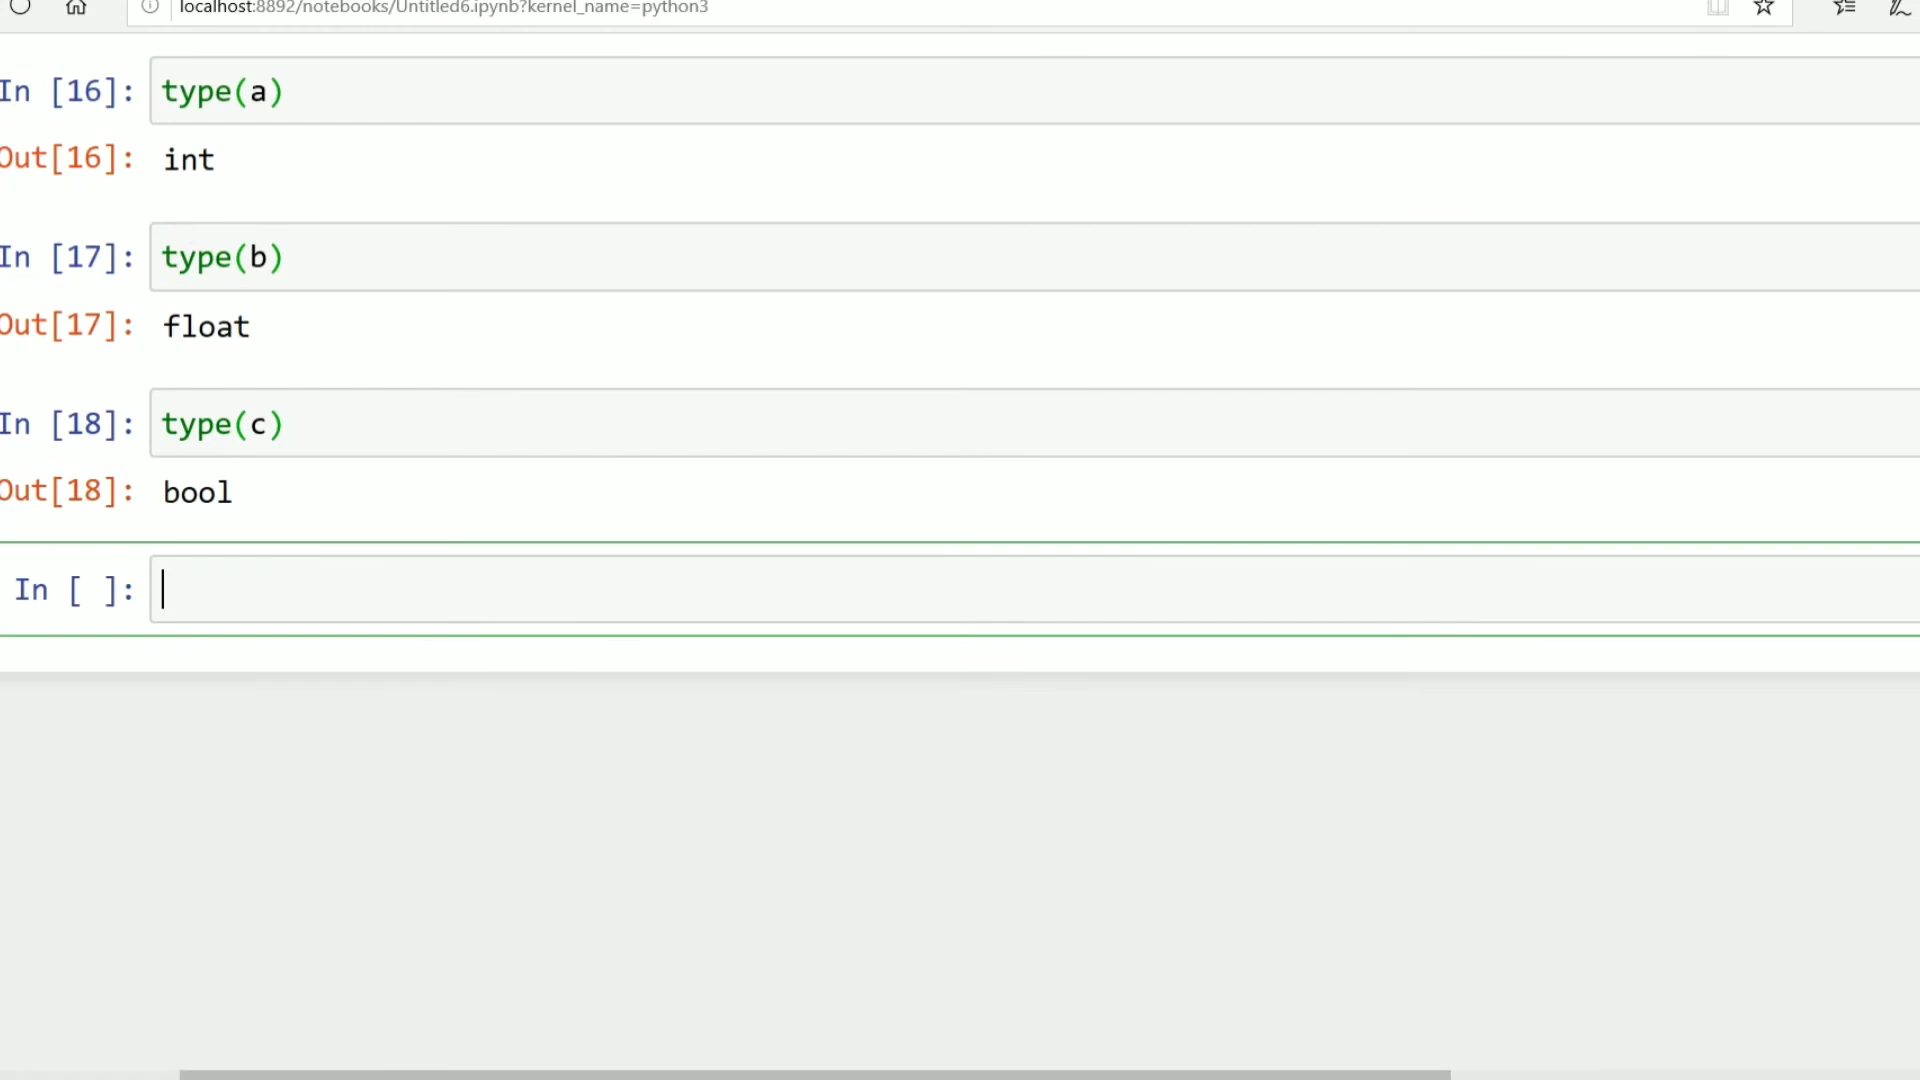 localhost:8892/notebooks/Untitled6.ipynb?kernel_name=python3
In [16]: type(a)
Out[16]: int
In [17]: type(b)
Out[17]: float
In [18]: type(c)
Out[18]: bool
In [ ]: